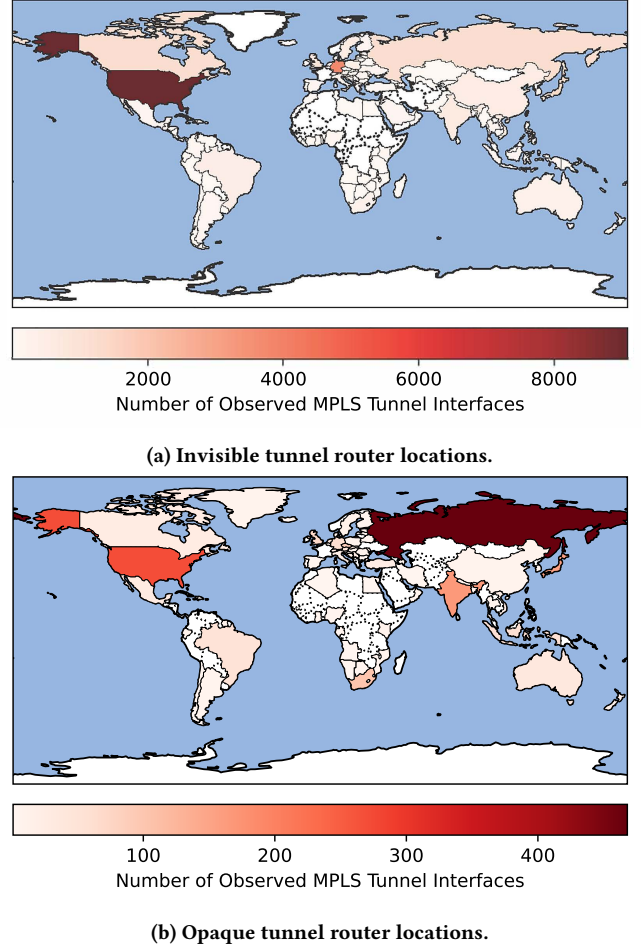 2000 4000 6000 8000
Number of Observed MPLS Tunnel Interfaces
(a) Invisible tunnel router locations.
100 200 300 400
Number of Observed MPLS Tunnel Interfaces
(b) Opaque tunnel router locations.